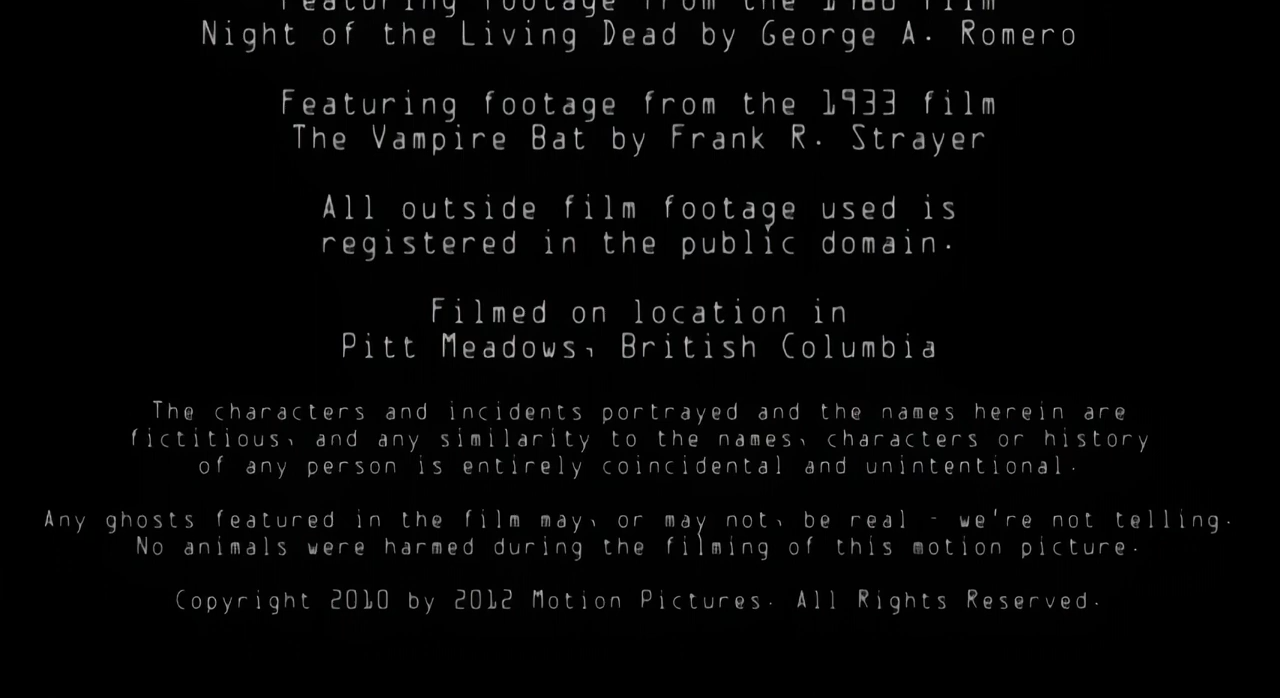 Featuring footage from the film
Night of the Living Dead by George A. Romero
Featuring footage from the 1933 film
The Vampire Bat by Frank R. Strayer
All outside film footage used is
registered in the public domain.
Filmed on location in
Pitt Meadows, British Columbia
The characters and incidents portrayed and the names herein are
fictitious, and any similarity to the names, characters or history
of any person is entirely coincidental and unintentional.
Any ghosts featured in the film may, or may not, be real - we're not telling.
No animals were harmed during the filming of this motion picture.
Copyright 2010 by 2012 Motion Pictures. All Rights Reserved.